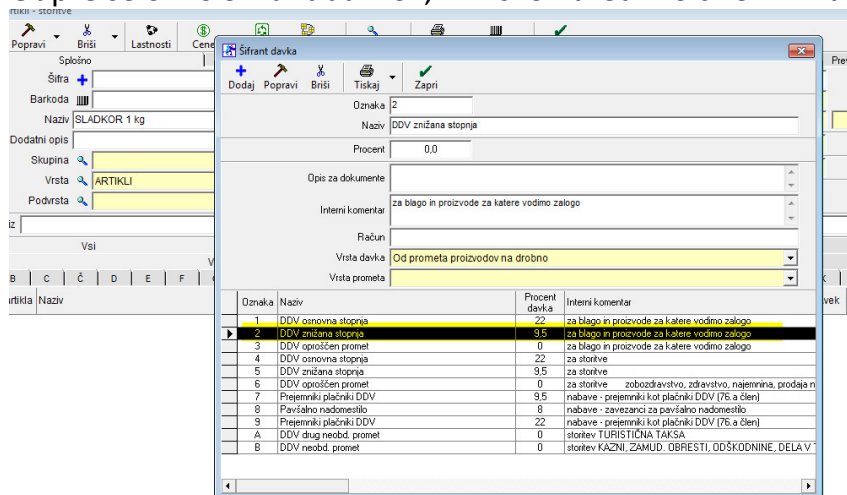 Artikli - storitve
Popravi Briši Lastnosti Cene
Splošno
Šifra
Barkoda
Naziv SLADKOR 1 kg
Dodatni opis
Skupina
Vrsta ARTIKLI
Podvrsta
Vsi
B C Č D E F
Naziv
Šifrant davka
Dodaj Popravi Briši Tiskaj Zapri
Oznaka 2
Naziv DDV znižana stopnja
Procent 0,0
Opis za dokumente
Interni komentar za blago in proizvode za katere vodimo zalogo
Račun
Vrsta davka Od prometa proizvodov na drobno
Vrsta prometa
Oznaka Naziv Procent davka Interni komentar
1 DDV osnovna stopnja 22 za blago in proizvode za katere vodimo zalogo
2 DDV znižana stopnja 9,5 za blago in proizvode za katere vodimo zalogo
3 DDV oproščen promet 0 za blago in proizvode za katere vodimo zalogo
4 DDV osnovna stopnja 22 za storitve
5 DDV znižana stopnja 9,5 za storitve
6 DDV oproščen promet 0 za storitve zobozdravstvo, zdravstvo, najemnina, prodaja n
7 Prejemniki plačniki DDV 9,5 nabave - prejemniki kot plačniki DDV (76.a člen)
8 Pavšalno nadomestilo 8 nabave - zavezanci za pavšalno nadomestilo
9 Prejemniki plačniki DDV 22 nabave - prejemniki kot plačniki DDV (76.a člen)
A DDV drug neobd. promet 0 storitev TURISTIČNA TAKSA
B DDV neobd. promet 0 storitev KAZNI, ZAMUD. OBRESTI, ODŠKODNINE, DELA V